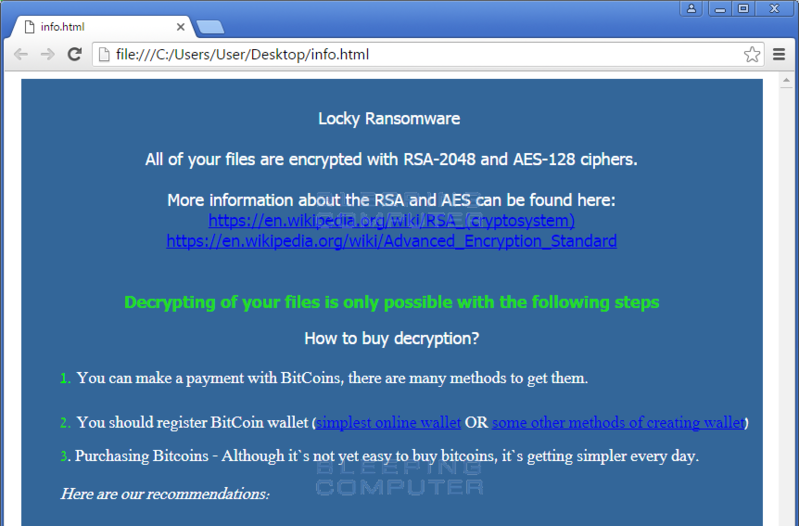 info.html
file:///C:/Users/User/Desktop/info.html
Locky Ransomware
All of your files are encrypted with RSA-2048 and AES-128 ciphers.
More information about the RSA and AES can be found here:
https://en.wikipedia.org/wiki/RSA_(cryptosystem)
https://en.wikipedia.org/wiki/Advanced_Encryption_Standard
BLEEPING
COMPUTER
Decrypting of your files is only possible with the following steps
How to buy decryption?
1. You can make a payment with BitCoins, there are many methods to get them.
2. You should register BitCoin wallet (simplest online wallet OR some other methods of creating wallet)
3. Purchasing Bitcoins - Although it`s not yet easy to buy bitcoins, it`s getting simpler every day.
BLEEPING
COMPUTER
Here are our recommendations: